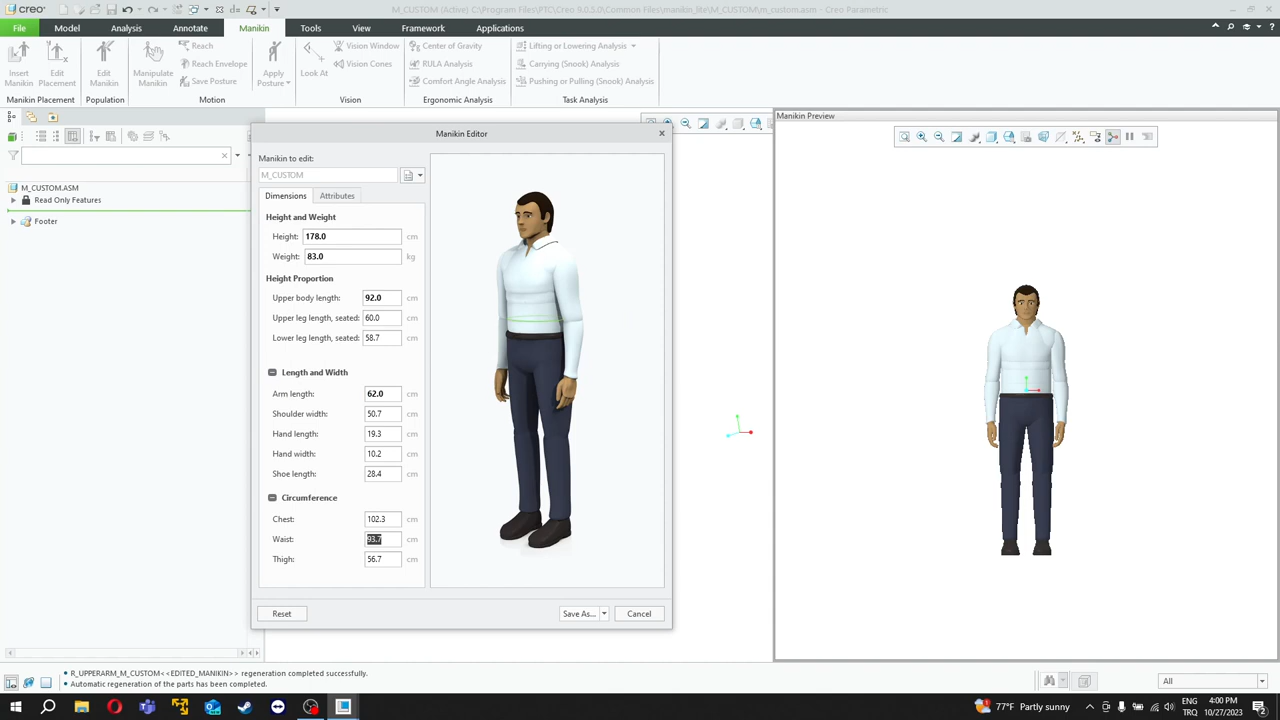 creo
M_CUSTOM (Active) C:\Program Files\PTC\Creo R.0.5.0\Common Files\manikin_lite\M_CUSTOM\m_custom.asm - Creo Parametric
File Model Analysis Annotate Manikin Tools View Framework Applications
Insert Manikin
Edit Placement
Edit Manikin
Manipulate Manikin
Reach
Reach Envelope
Save Posture
Apply Posture
Look At
Vision Window
Vision Cones
Center of Gravity
RULA Analysis
Comfort Angle Analysis
Lifting or Lowering Analysis
Carrying (Snook) Analysis
Pushing or Pulling (Snook) Analysis
Manikin Placement Population Motion Vision Ergonomic Analysis Task Analysis
M_CUSTOM.ASM
Read Only Features
Footer
Manikin Editor
Manikin to edit:
M_CUSTOM
Dimensions Attributes
Height and Weight
Height: 178.0 cm
Weight: 83.0 kg
Height Proportion
Upper body length: 92.0 cm
Upper leg length, seated: 60.0 cm
Lower leg length, seated: 58.7 cm
Length and Width
Arm length: 62.0 cm
Shoulder width: 50.7 cm
Hand length: 19.3 cm
Hand width: 10.2 cm
Shoe length: 28.4 cm
Circumference
Chest: 102.3 cm
Waist: 93.7 cm
Thigh: 56.7 cm
Reset Save As... Cancel
Manikin Preview
R_UPPERARM_M_CUSTOM<<EDITED_MANIKIN>> regeneration completed successfully.
Automatic regeneration of the parts has been completed.
All
77°F Partly sunny
ENG
TRQ
4:00 PM
10/27/2023
2